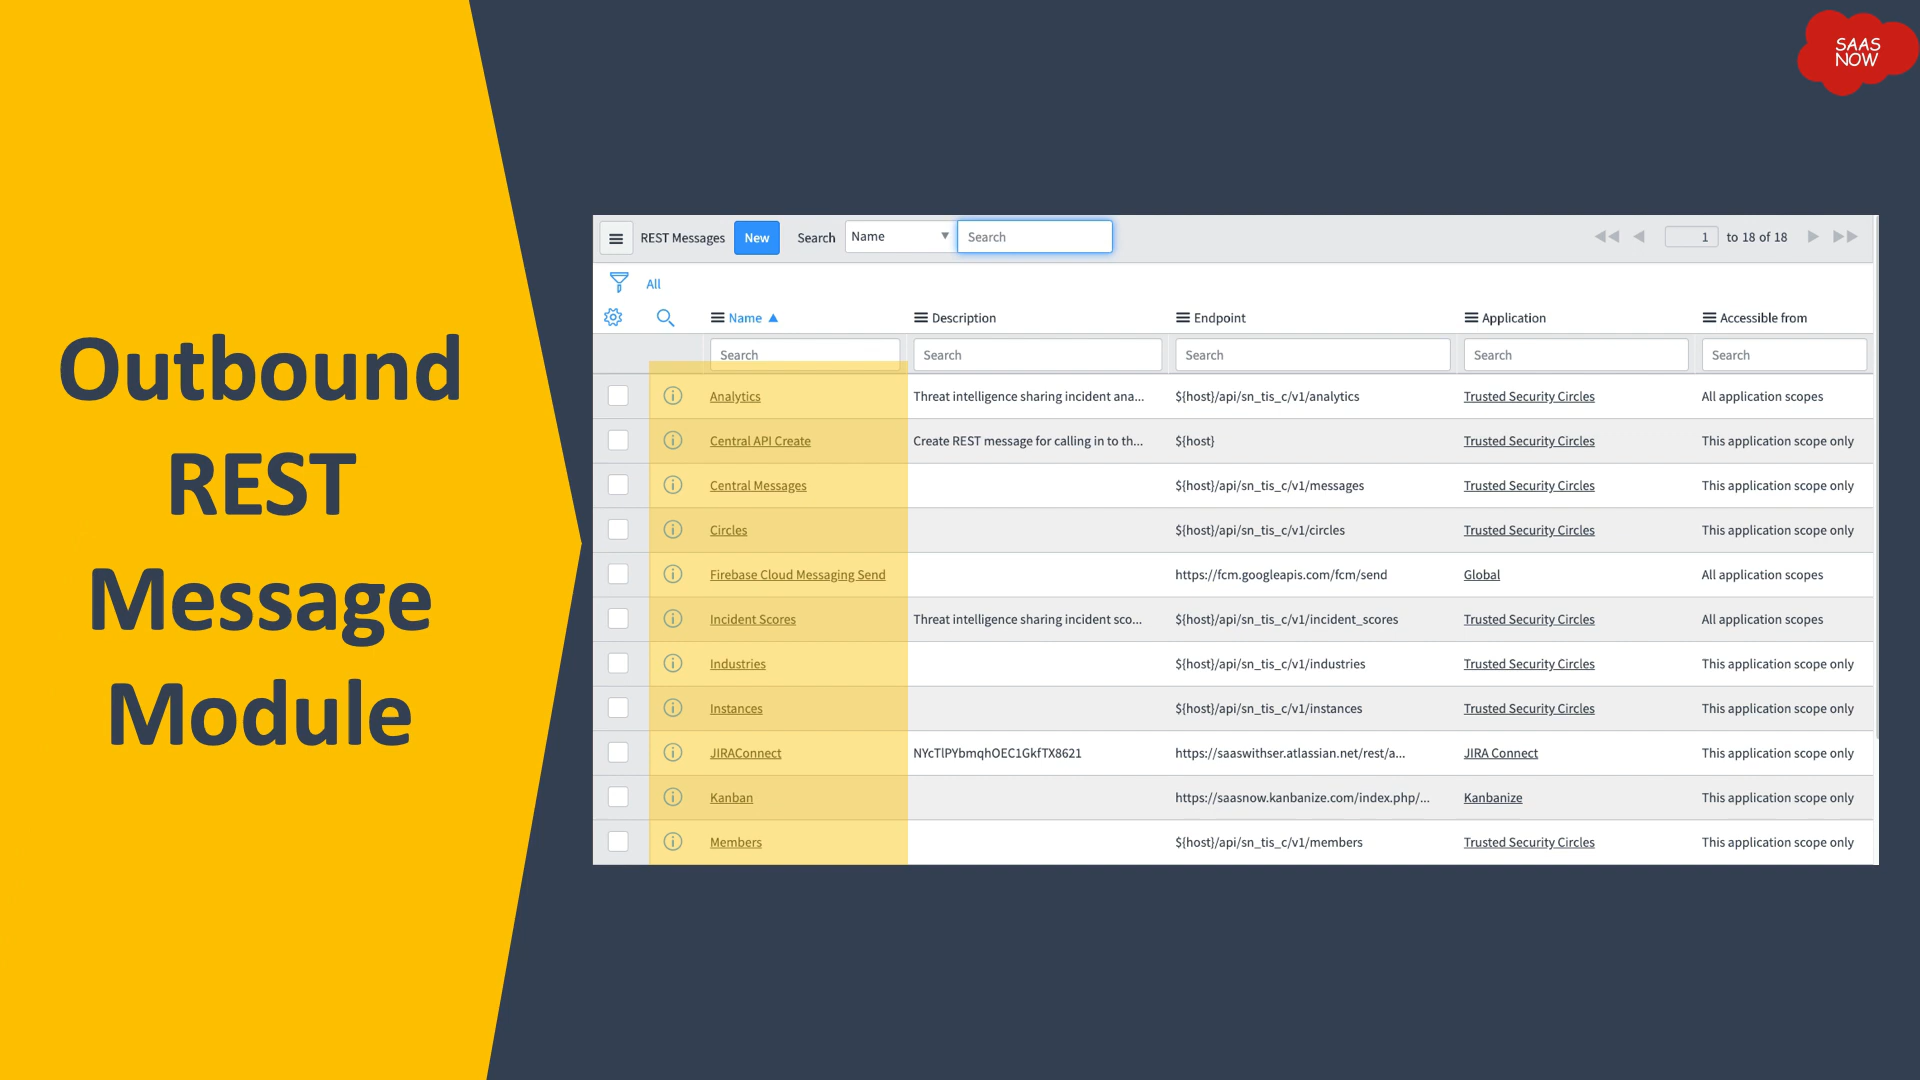 SAAS
NOW
Outbound
REST
Message
Module
REST Messages New Search Name Search 1 to 18 of 18
All
Name Description Endpoint Application Accessible from
Search Search Search Search Search
Analytics Threat intelligence sharing incident ana... ${host}/api/sn_tis_c/v1/analytics Trusted Security Circles All application scopes
Central API Create Create REST message for calling in to th... ${host} Trusted Security Circles This application scope only
Central Messages ${host}/api/sn_tis_c/v1/messages Trusted Security Circles This application scope only
Circles ${host}/api/sn_tis_c/v1/circles Trusted Security Circles This application scope only
Firebase Cloud Messaging Send https://fcm.googleapis.com/fcm/send Global All application scopes
Incident Scores Threat intelligence sharing incident sco... ${host}/api/sn_tis_c/v1/incident_scores Trusted Security Circles All application scopes
Industries ${host}/api/sn_tis_c/v1/industries Trusted Security Circles This application scope only
Instances ${host}/api/sn_tis_c/v1/instances Trusted Security Circles This application scope only
JIRAConnect NYcTlPYbmqhOEC1GkfTX8621 https://saaswithser.atlassian.net/rest/a... JIRA Connect This application scope only
Kanban https://saasnow.kanbanize.com/index.php/... Kanbanize This application scope only
Members ${host}/api/sn_tis_c/v1/members Trusted Security Circles This application scope only